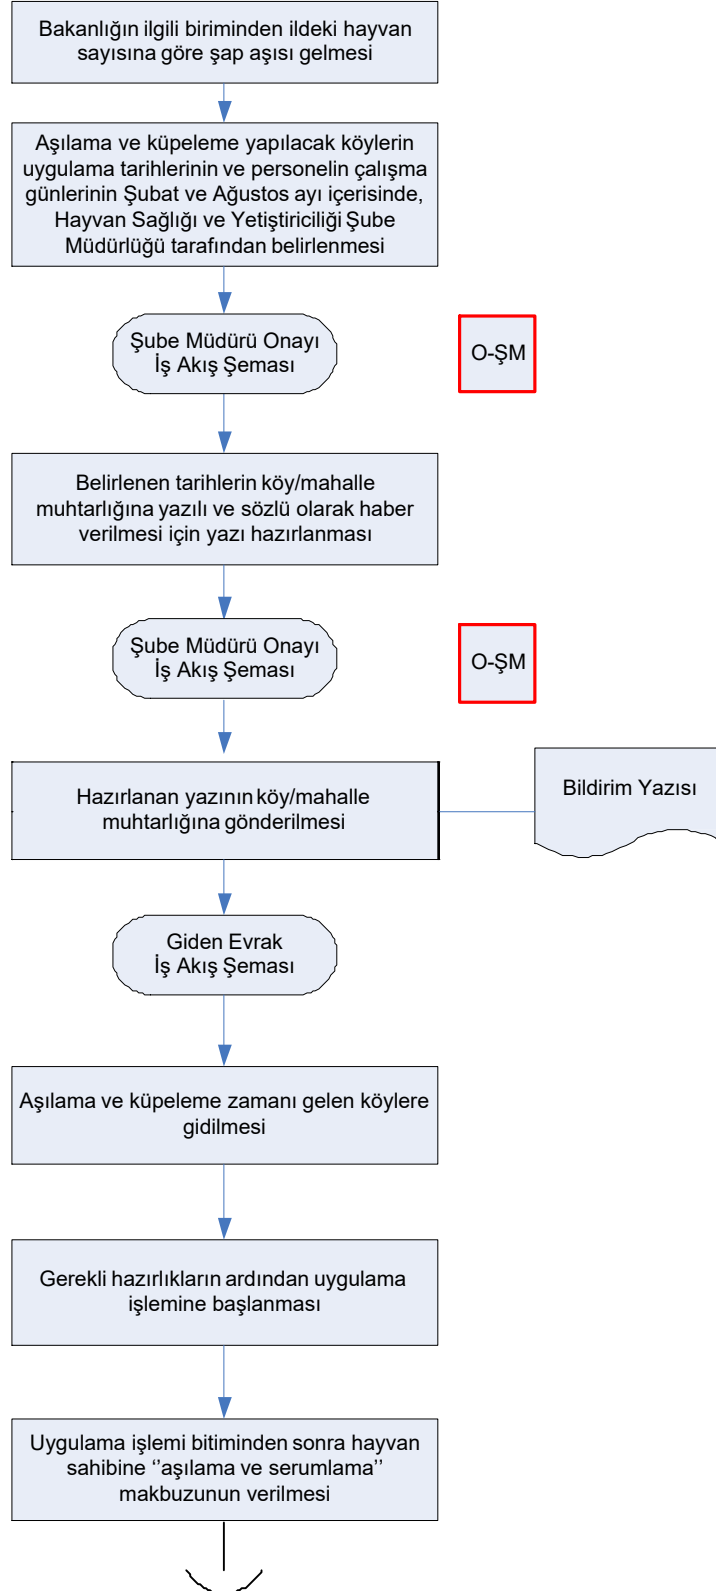 Bakanlığın ilgili biriminden ildeki hayvan
sayısına göre şap aşısı gelmesi
Aşılama ve küpeleme yapılacak köylerin
uygulama tarihlerinin ve personelin çalışma
günlerinin Şubat ve Ağustos ayı içerisinde,
Hayvan Sağlığı ve Yetiştiriciliği Şube
Müdürlüğü tarafından belirlenmesi
Şube Müdürü Onayı
İş Akış Şeması
O-ŞM
Belirlenen tarihlerin köy/mahalle
muhtarlığına yazılı ve sözlü olarak haber
verilmesi için yazı hazırlanması
Şube Müdürü Onayı
İş Akış Şeması
O-ŞM
Hazırlanan yazının köy/mahalle
muhtarlığına gönderilmesi
Bildirim Yazısı
Giden Evrak
İş Akış Şeması
Aşılama ve küpeleme zamanı gelen köylere
gidilmesi
Gerekli hazırlıkların ardından uygulama
işlemine başlanması
Uygulama işlemi bitiminden sonra hayvan
sahibine ‘’aşılama ve serumlama’’
makbuzunun verilmesi